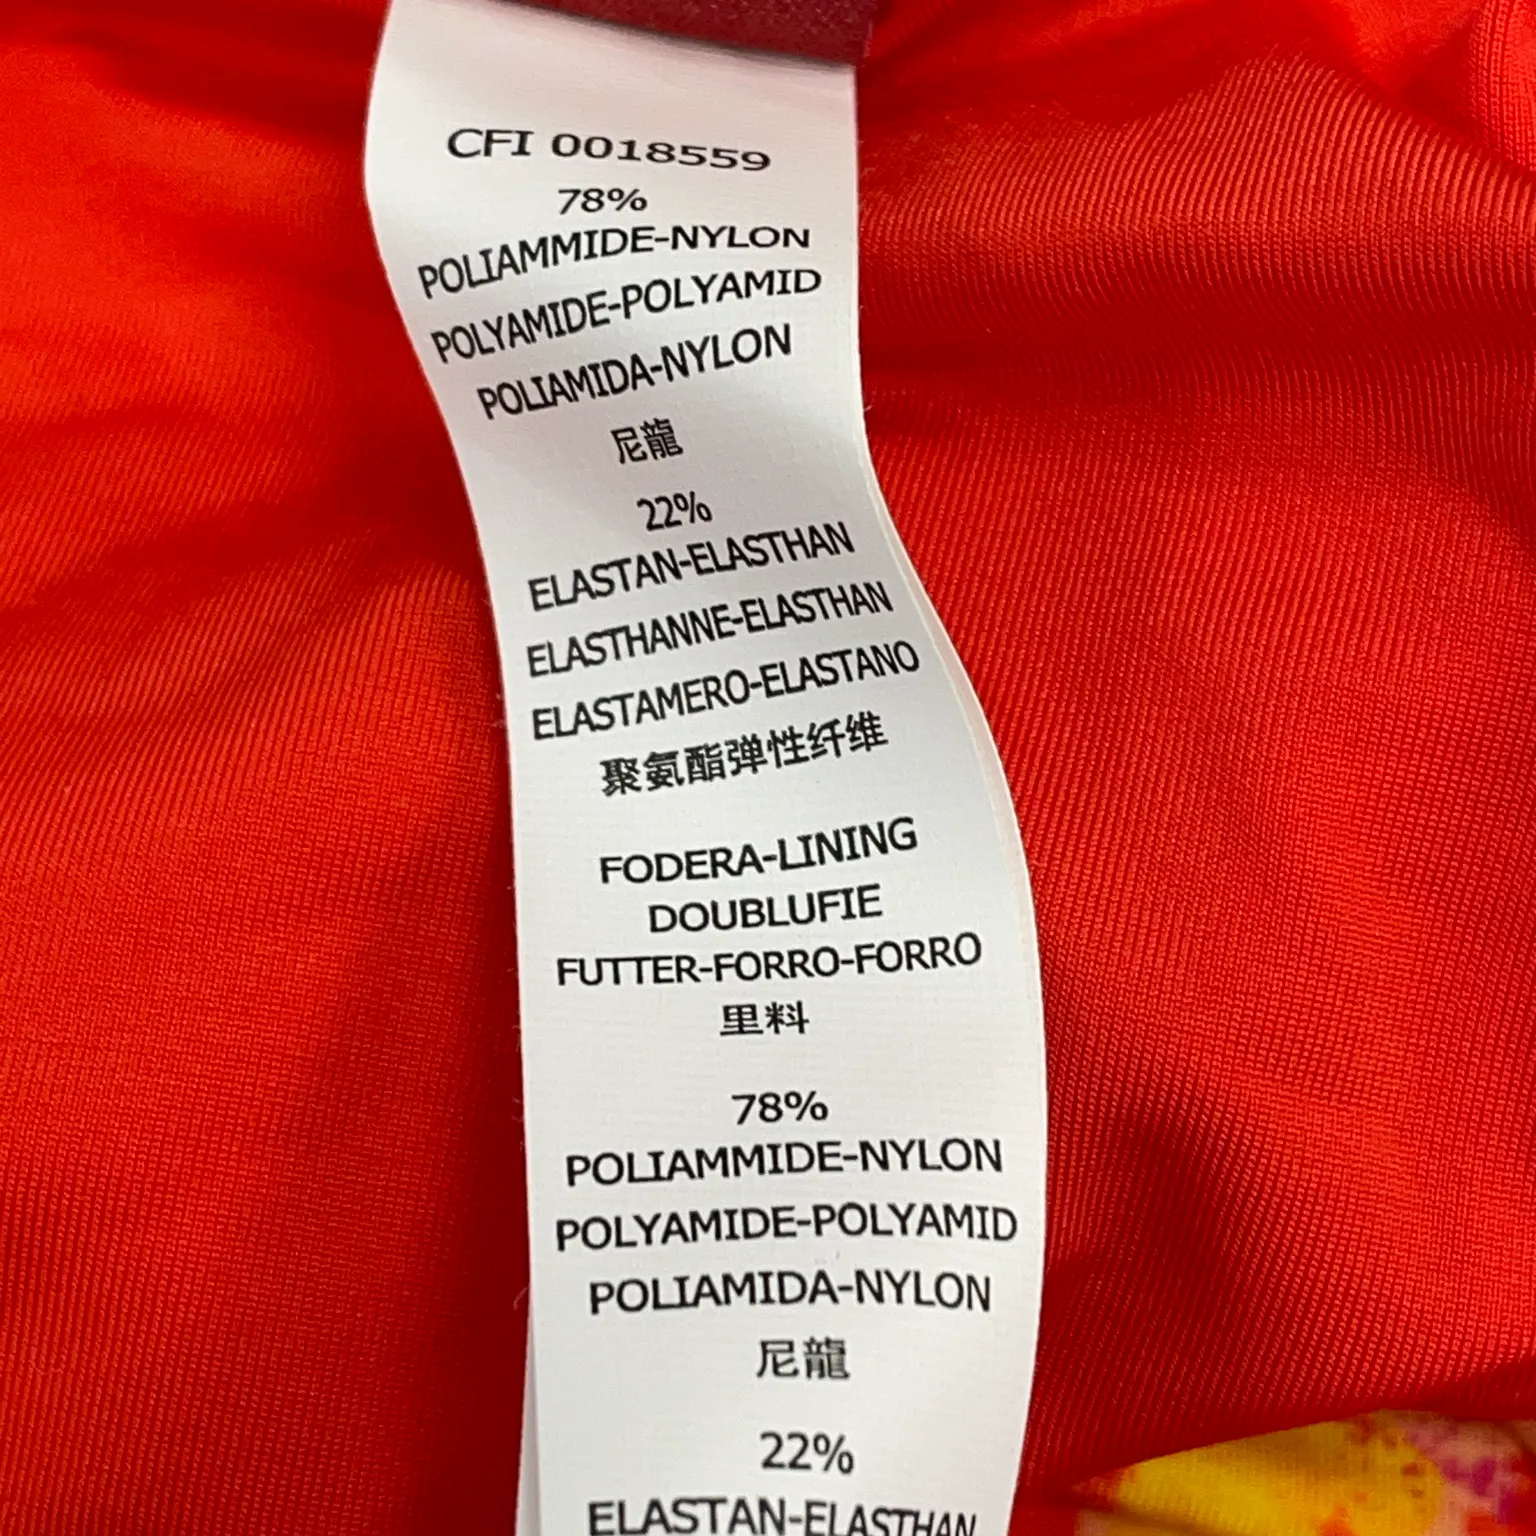 CFI 0018559
78%
POLIAMMIDE-NYLON
POLYAMIDE-POLYAMID
POLIAMIDA-NYLON
尼龍
22%
ELASTAN-ELASTHAN
ELASTHANNE-ELASTHAN
ELASTAMERO-ELASTANO
聚氨酯弹性纤维
FODERA-LINING
DOUBLUFIE
FUTTER-FORRO-FORRO
里料
78%
POLIAMMIDE-NYLON
POLYAMIDE-POLYAMID
POLIAMIDA-NYLON
尼龍
22%
ELASTAN-ELASTHAN